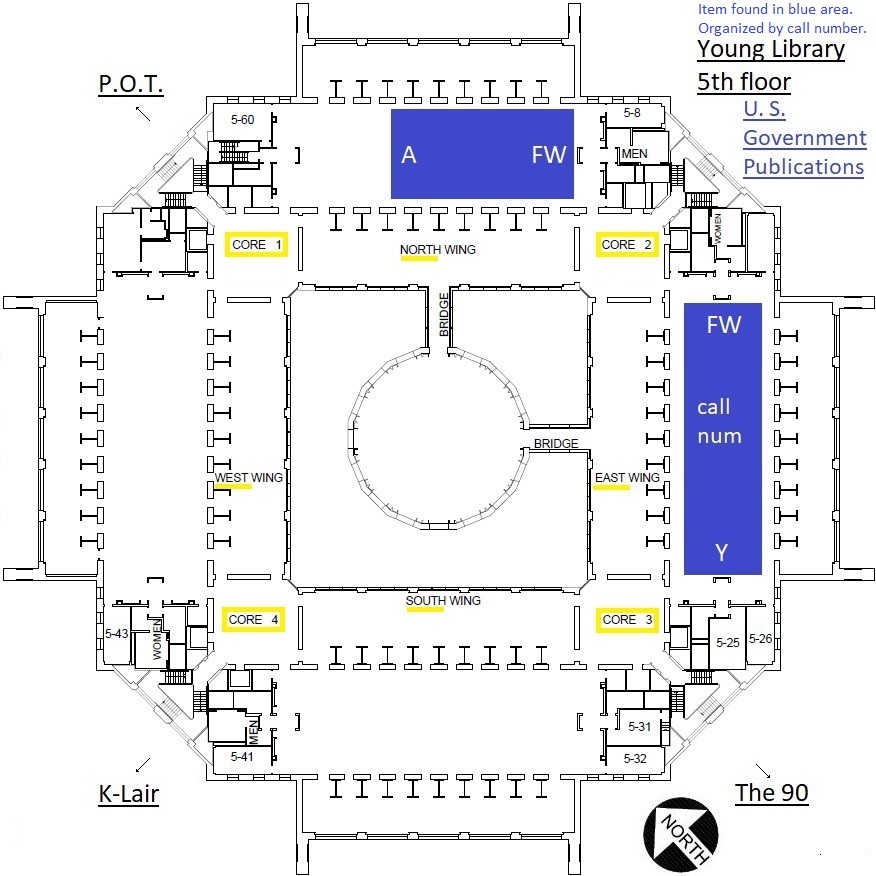 Item found in blue area.
Organized by call number.
Young Library
5th floor
U. S.
Government
Publications
P.O.T.
5-60
5-8
MEN
A
FW
WOMEN
CORE 1
NORTH WING
CORE 2
BRIDGE
FW
call
num
Y
BRIDGE
WEST WING
EAST WING
SOUTH WING
CORE 4
CORE 3
5-43
WOMEN
5-25
5-26
MEN
5-41
5-31
5-32
K-Lair
The 90
NORTH